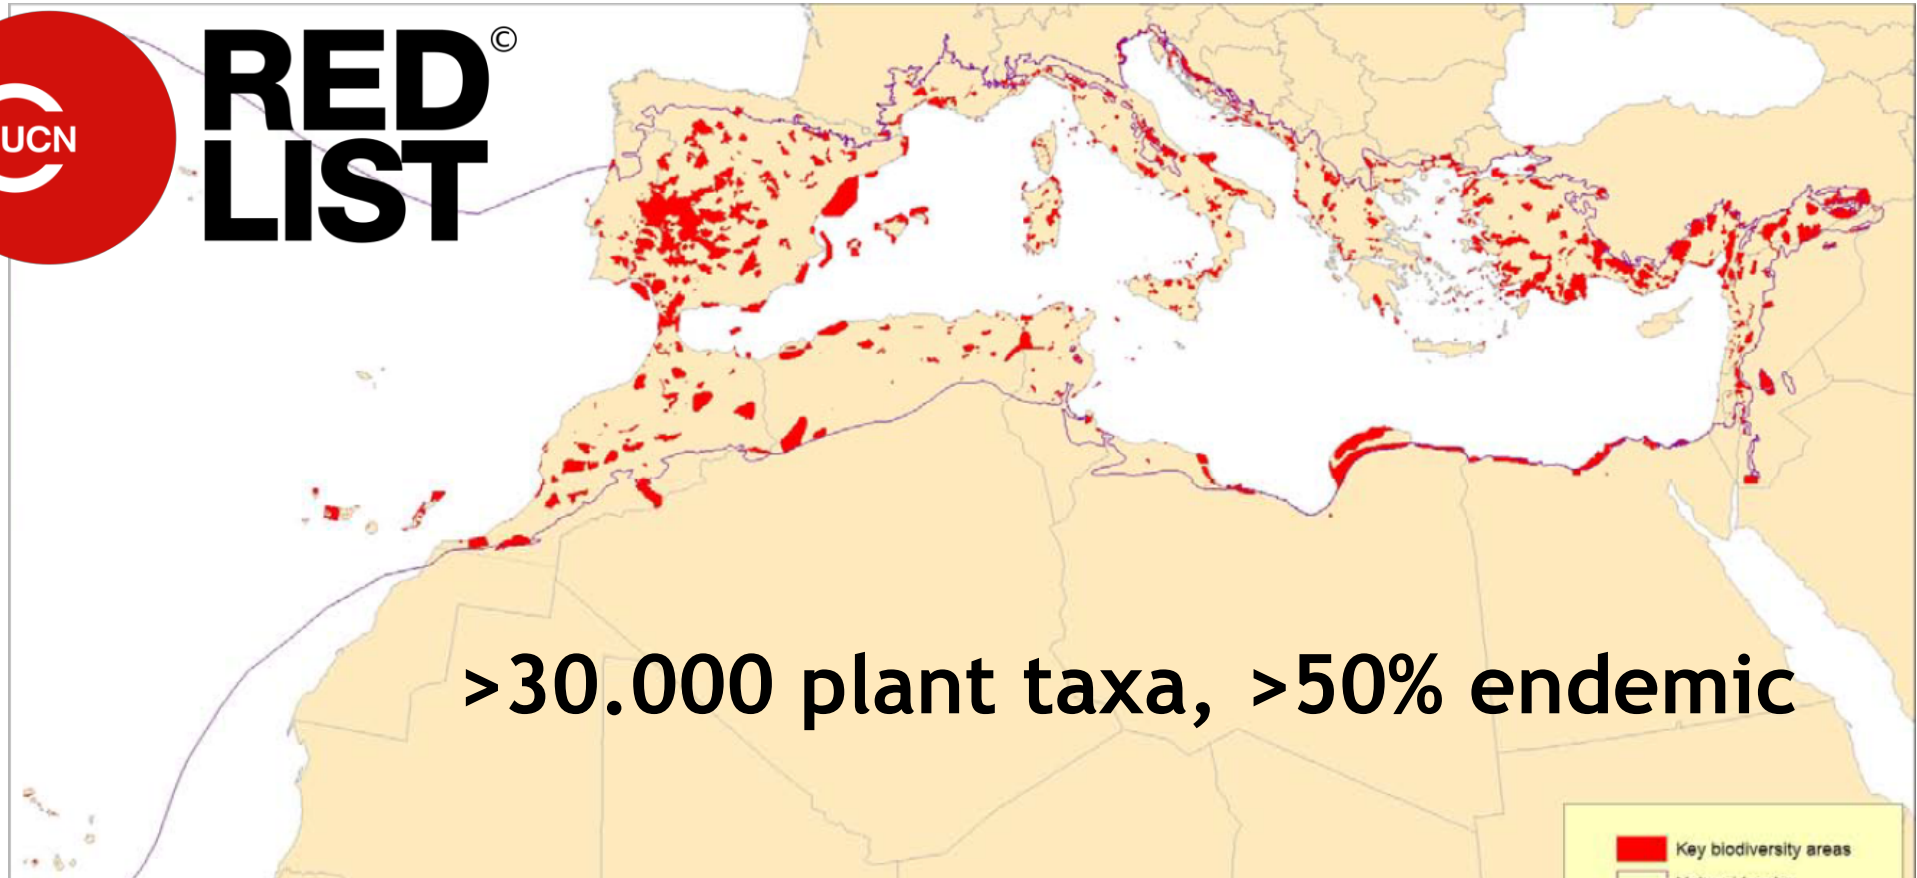 UCN
RED©
LIST
>30.000 plant taxa, >50% endemic
Key biodiversity areas